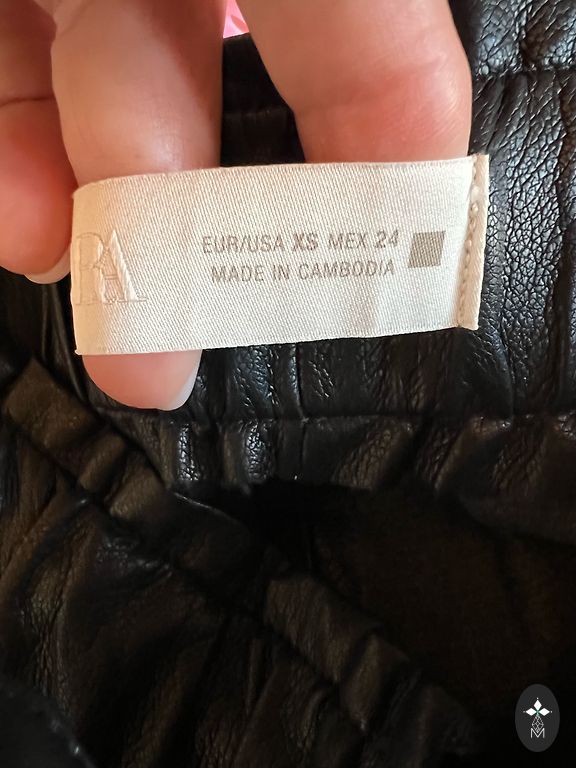 RA
EUR/USA XS MEX 24
MADE IN CAMBODIA
M